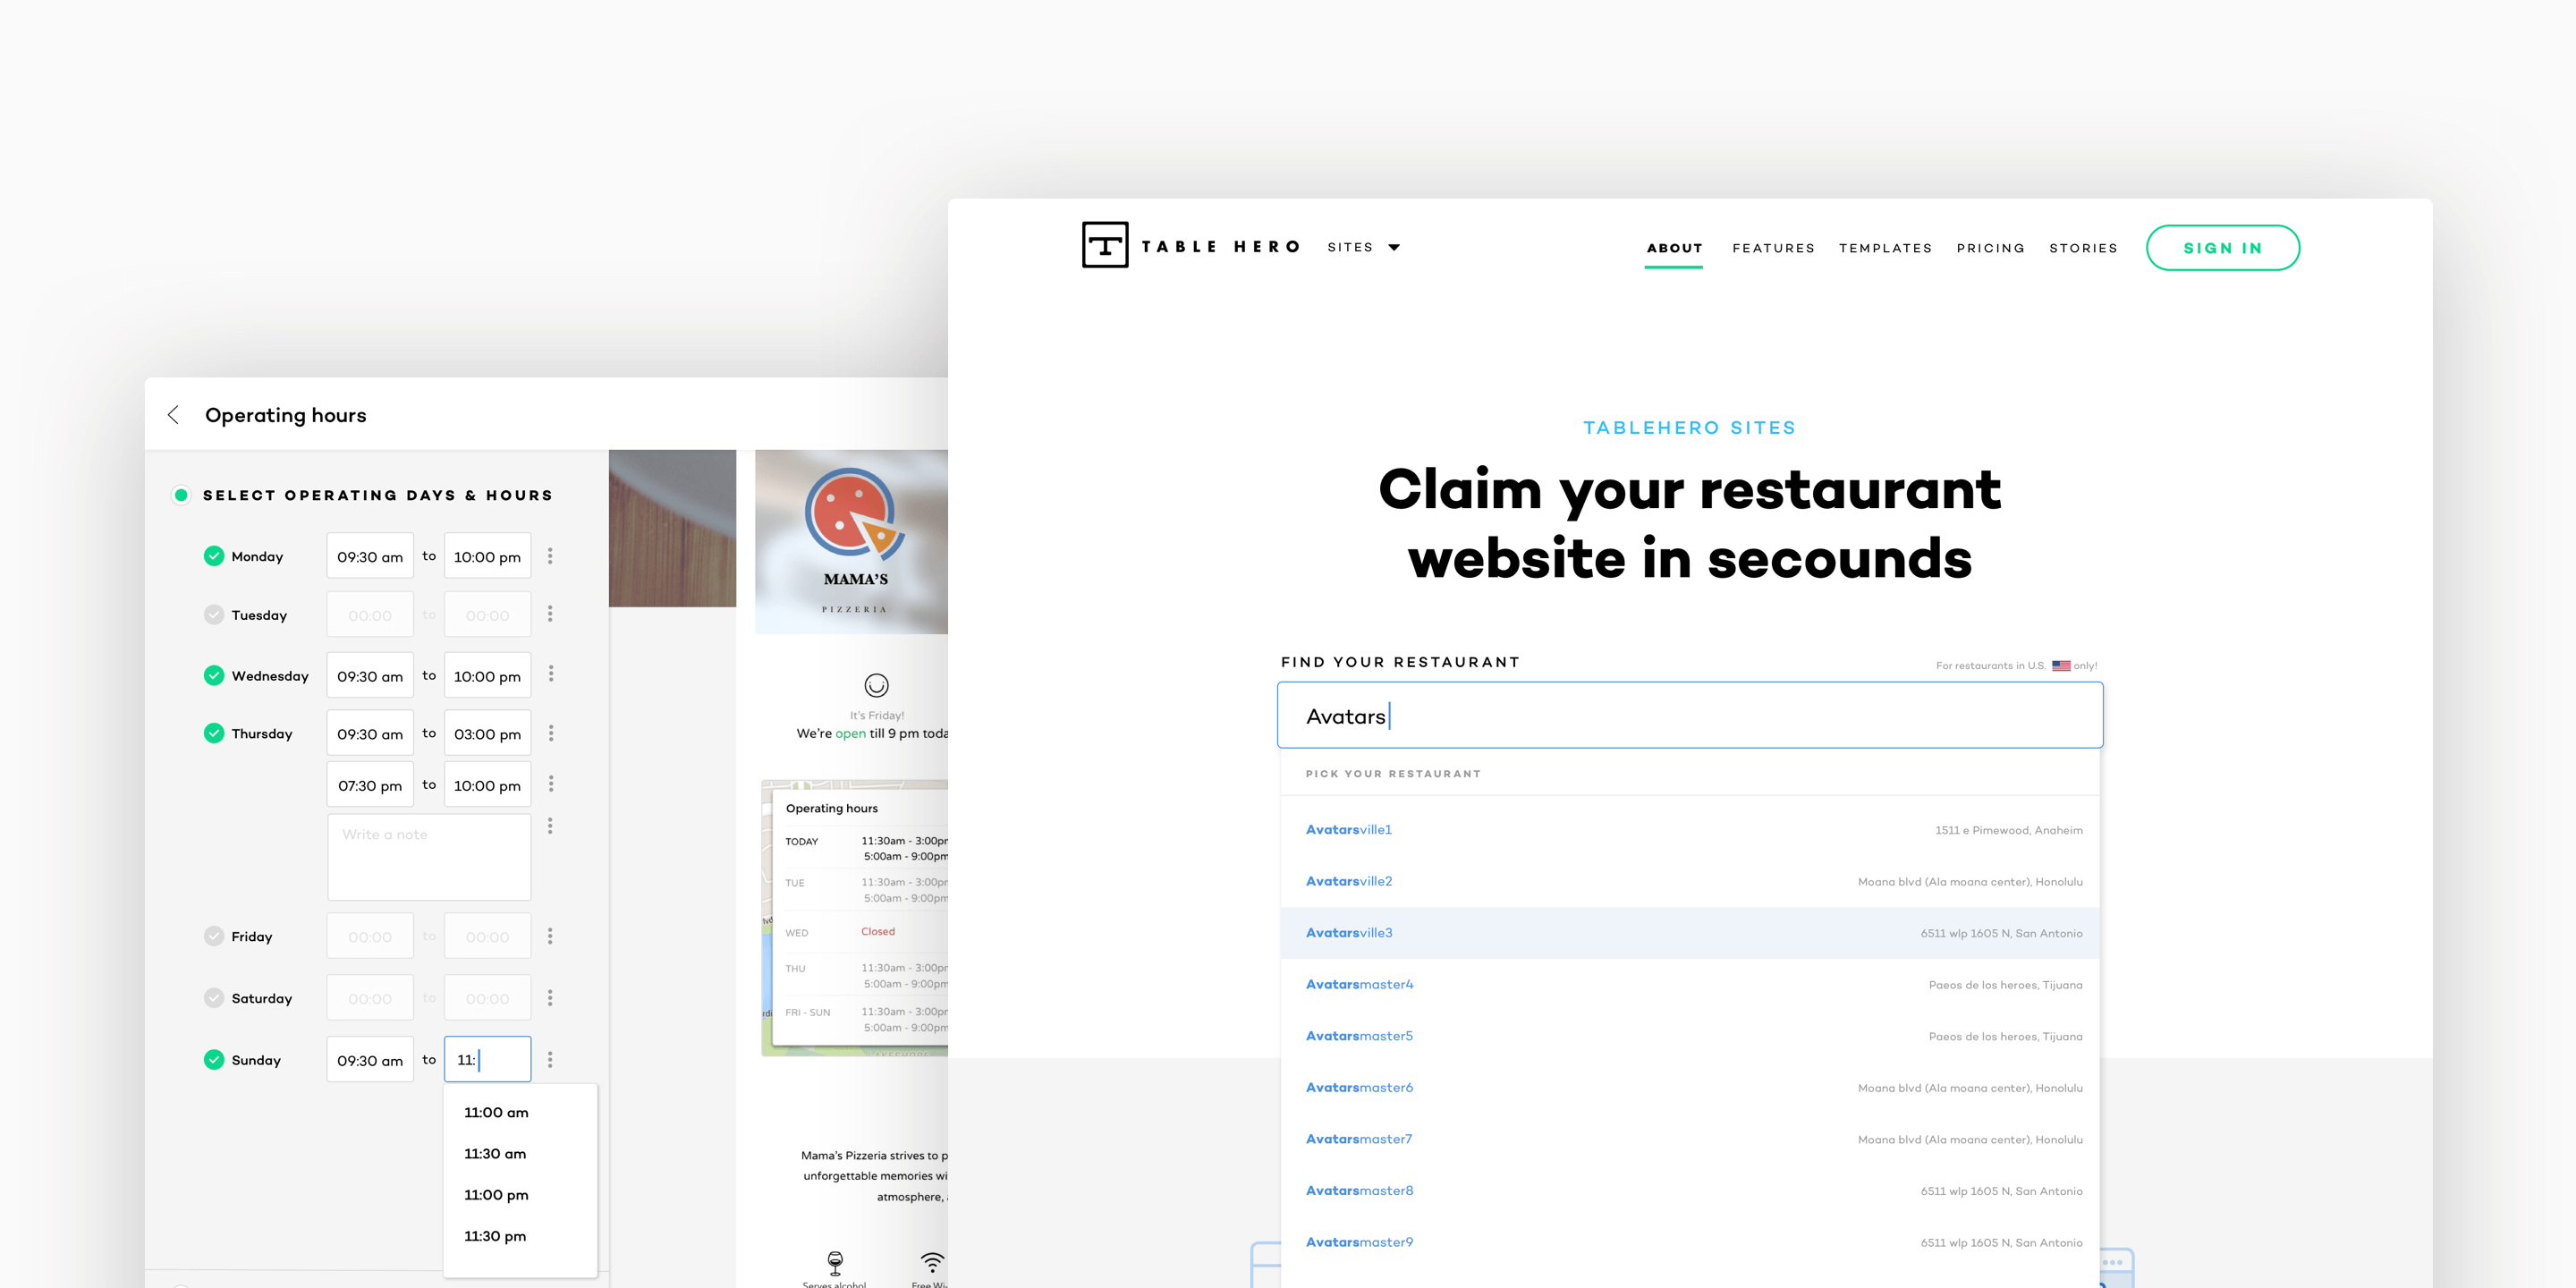 TABLE HERO
SITES
ABOUT
FEATURES
TEMPLATES
PRICING
STORIES
SIGN IN
TABLEHERO SITES
Claim your restaurant
website in secounds
FIND YOUR RESTAURANT
For restaurants in U.S. only!
Avatars
PICK YOUR RESTAURANT
Avatarsville1 1511 e Pimewood, Anaheim
Avatarsville2 Moana blvd (Ala moana center), Honolulu
Avatarsville3 6511 wlp 1605 N, San Antonio
Avatarsmaster4 Paeos de los heroes, Tijuana
Avatarsmaster5 Paeos de los heroes, Tijuana
Avatarsmaster6 Moana blvd (Ala moana center), Honolulu
Avatarsmaster7 Moana blvd (Ala moana center), Honolulu
Avatarsmaster8 6511 wlp 1605 N, San Antonio
Avatarsmaster9 6511 wlp 1605 N, San Antonio
Operating hours
SELECT OPERATING DAYS & HOURS
Monday 09:30 am to 10:00 pm
Tuesday 00:00 to 00:00
Wednesday 09:30 am to 10:00 pm
Thursday 09:30 am to 03:00 pm
07:30 pm to 10:00 pm
Write a note
Friday 00:00 to 00:00
Saturday 00:00 to 00:00
Sunday 09:30 am to 11:
11:00 am
11:30 am
11:00 pm
11:30 pm
MAMA'S
PIZZERIA
It's Friday!
We're open till 9 pm toda
Operating hours
TODAY 11:30am - 3:00p
5:00am - 9:00pm
TUE 11:30am - 3:00p
5:00am - 9:00pm
WED Closed
THU 11:30am - 3:00p
5:00am - 9:00pm
FRI - SUN 11:30am - 3:00p
5:00am - 9:00pm
Mama's Pizzeria strives to p
unforgettable memories wi
atmosphere,
Serves alcohol
Free Wi-